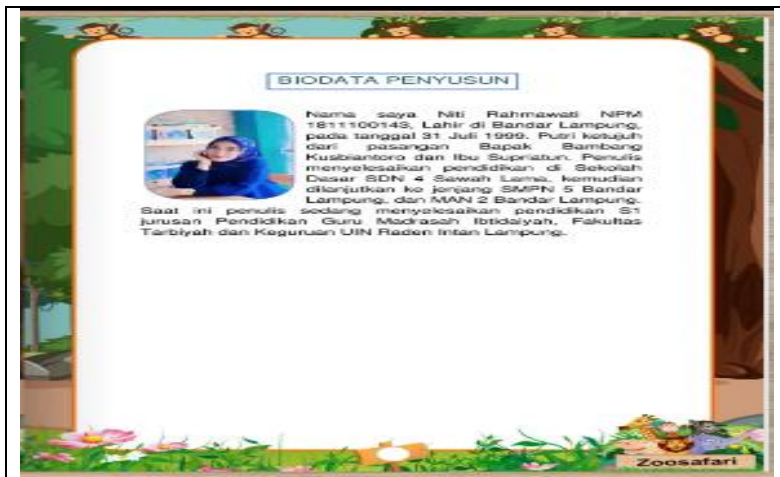 BIODATA PENYUSUN
Nama saya Niti Rahmawati NPM
1811100143, Lahir di Bandar Lampung,
pada tanggal 31 Juli 1999. Putri ketujuh
dari pasangan Bapak Bambang
Kusbiantoro dan Ibu Supriatun. Penulis
menyelesaikan pendidikan di Sekolah
Dasar SDN 4 Sawah Lama, kemudian
dilanjutkan ke jenjang SMPN 5 Bandar
Lampung, dan MAN 2 Bandar Lampung.
Saat ini penulis sedang menyelesaikan pendidikan S1
jurusan Pendidikan Guru Madrasah Ibtidaiyah, Fakultas
Tarbiyah dan Keguruan UIN Raden Intan Lampung.
Zoosafari